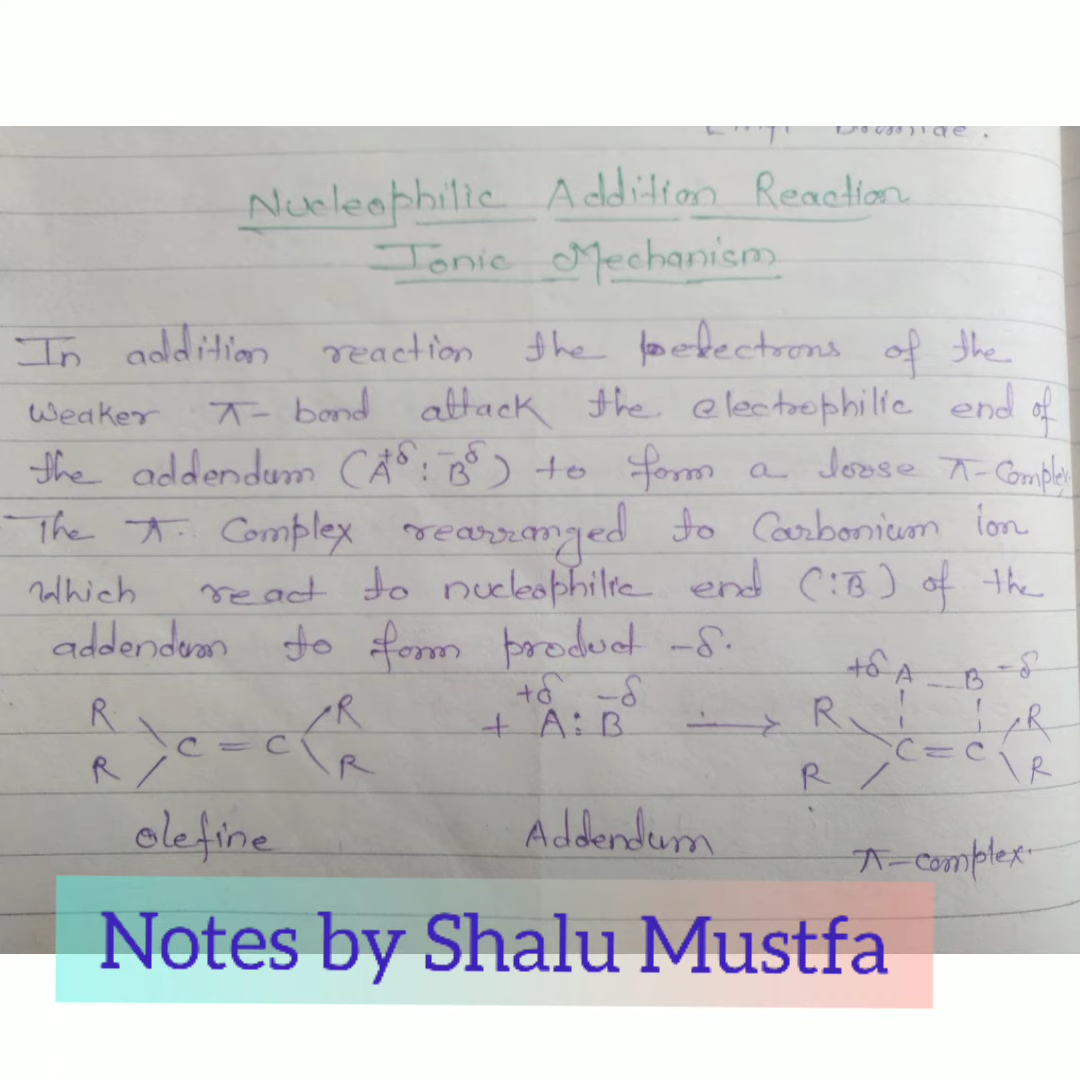 Nucleophilic Addition Reaction
Ionic Mechanism
In addition reaction the electrons of the
weaker π- bond attack the electrophilic end of
the addendum (A+δ : B-δ) to form a loose π-Complex
The π. Complex rearranged to Carbonium ion
which react to nucleophilic end (:B̄) of the
addendum to form product -δ.
+δ A -- B -δ
R R +δ -δ R R
C = C + A : B → C = C
R R R R
Olefine Addendum π-complex.
Notes by Shalu Mustfa